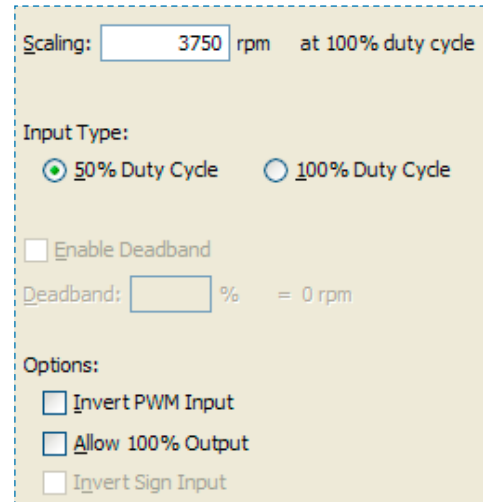 Scaling: 3750 rpm at 100% duty cycle
Input Type:
50% Duty Cycle 100% Duty Cycle
Enable Deadband
Deadband: % = 0 rpm
Options:
Invert PWM Input
Allow 100% Output
Invert Sign Input